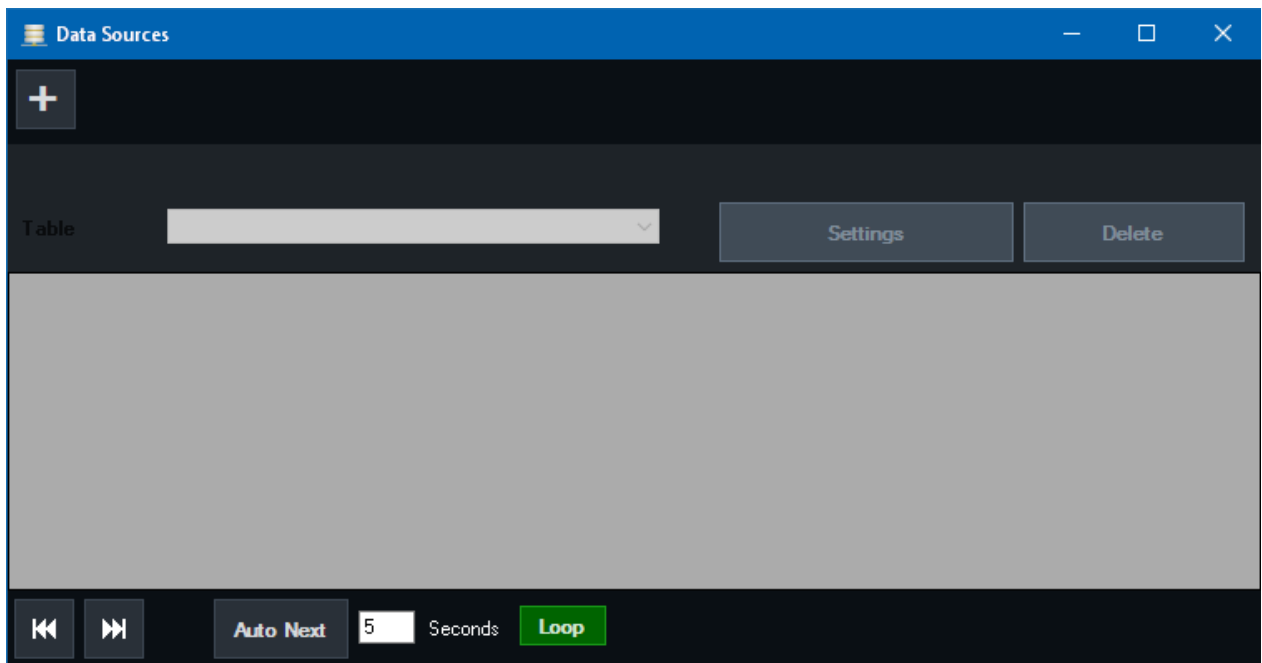 Data Sources
Table
Settings
Delete
Auto Next
5
Seconds
Loop